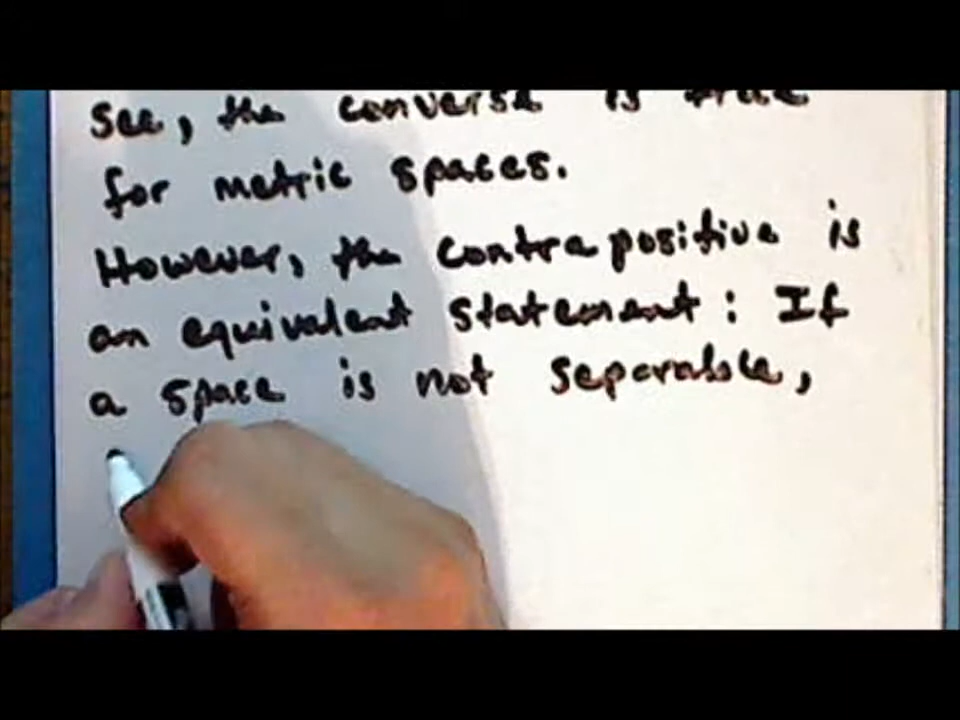 see, the converse is true
for metric spaces.
However, the contrapositive is
an equivalent statement: If
a space is not separable,